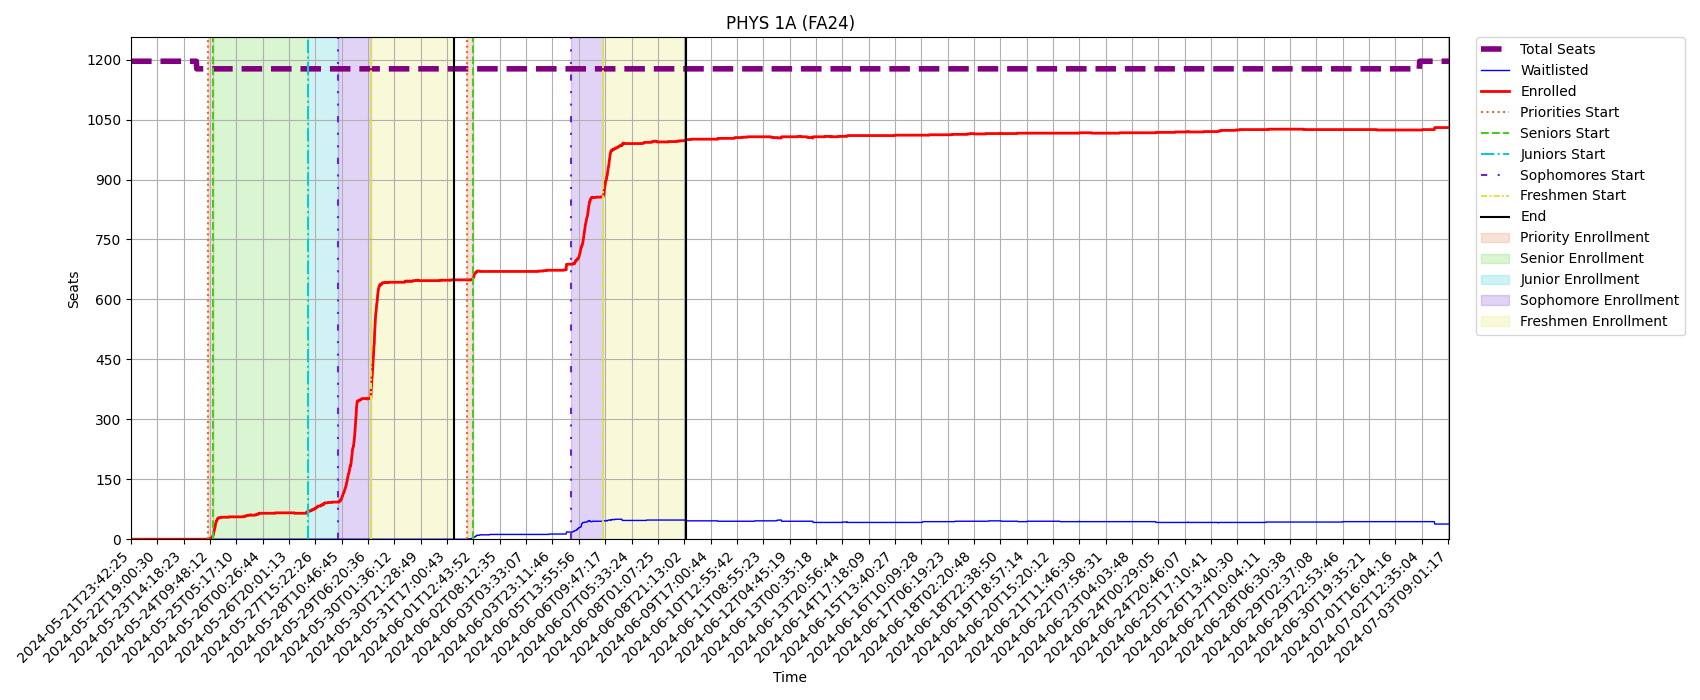 PHYS 1A (FA24)
Seats
1200
1050
900
750
600
450
300
150
0
2024-05-21T23:42:25
2024-05-22T19:00:30
2024-05-23T14:18:23
2024-05-24T09:48:12
2024-05-25T05:17:10
2024-05-26T00:26:44
2024-05-26T20:01:13
2024-05-27T15:22:26
2024-05-28T10:46:45
2024-05-29T06:20:36
2024-05-30T01:36:12
2024-05-30T21:28:49
2024-05-31T17:00:43
2024-06-01T12:43:52
2024-06-02T08:12:35
2024-06-03T03:33:07
2024-06-03T23:11:46
2024-06-05T13:55:56
2024-06-06T09:47:17
2024-06-07T05:33:24
2024-06-08T01:07:25
2024-06-08T21:13:02
2024-06-09T17:00:44
2024-06-10T12:55:42
2024-06-11T08:55:23
2024-06-12T04:45:19
2024-06-13T00:35:18
2024-06-13T20:56:44
2024-06-14T17:18:09
2024-06-15T13:40:27
2024-06-16T10:09:28
2024-06-17T06:19:23
2024-06-18T02:20:48
2024-06-18T22:38:50
2024-06-19T18:57:14
2024-06-20T15:20:12
2024-06-21T11:46:30
2024-06-22T07:58:31
2024-06-23T04:03:48
2024-06-24T00:29:05
2024-06-24T20:46:07
2024-06-25T17:10:41
2024-06-26T13:40:30
2024-06-27T10:04:11
2024-06-28T06:30:38
2024-06-29T02:37:08
2024-06-29T22:53:46
2024-06-30T19:35:21
2024-07-01T16:04:16
2024-07-02T12:35:04
2024-07-03T09:01:17
Time
Total Seats
Waitlisted
Enrolled
Priorities Start
Seniors Start
Juniors Start
Sophomores Start
Freshmen Start
End
Priority Enrollment
Senior Enrollment
Junior Enrollment
Sophomore Enrollment
Freshmen Enrollment